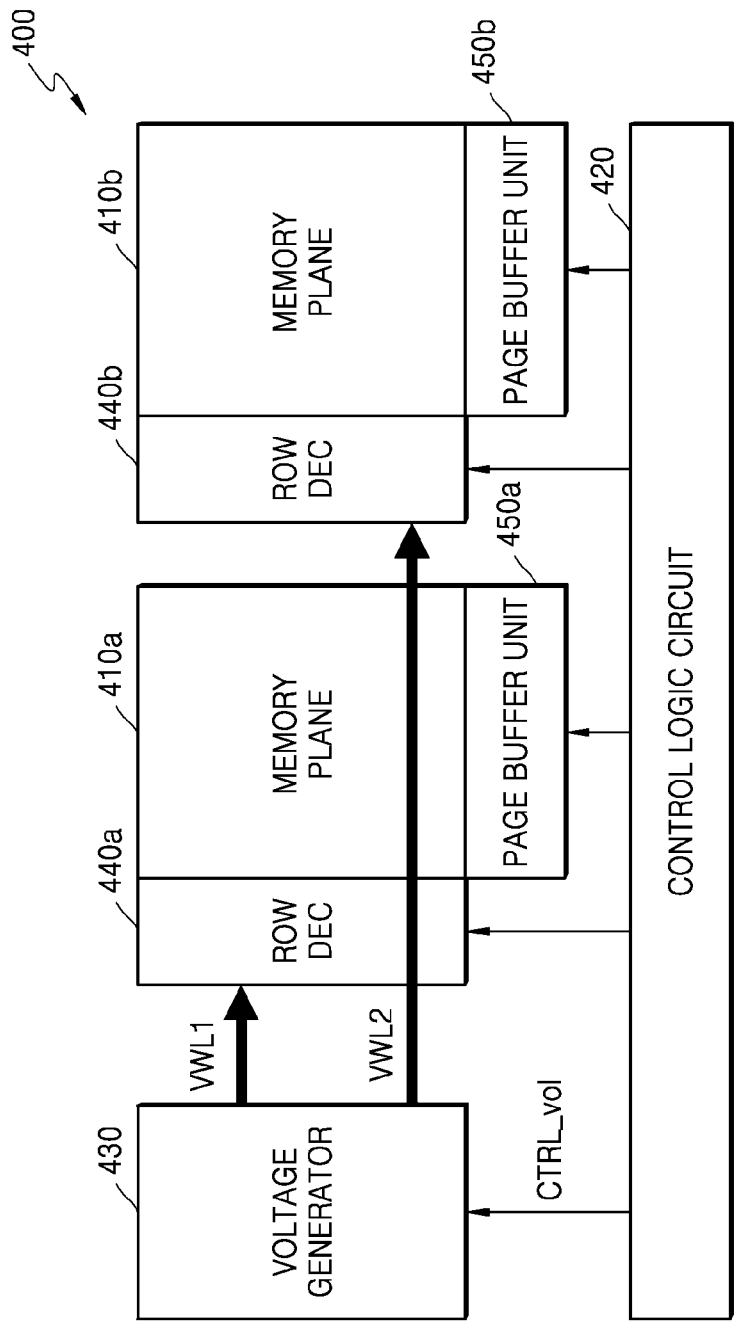 400
430
VOLTAGE
GENERATOR
VWL1
VWL2
440a
ROW
DEC
410a
MEMORY
PLANE
PAGE BUFFER UNIT
450a
440b
ROW
DEC
410b
MEMORY
PLANE
PAGE BUFFER UNIT
450b
CTRL_vol
CONTROL LOGIC CIRCUIT
420